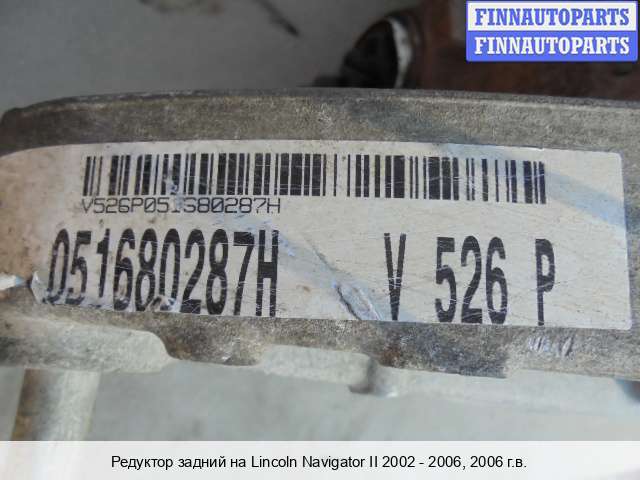 FINNAUTOPARTS
FINNAUTOPARTS
V526P051680287H
051680287H V 526 P
Редуктор задний на Lincoln Navigator II 2002 - 2006, 2006 г.в.